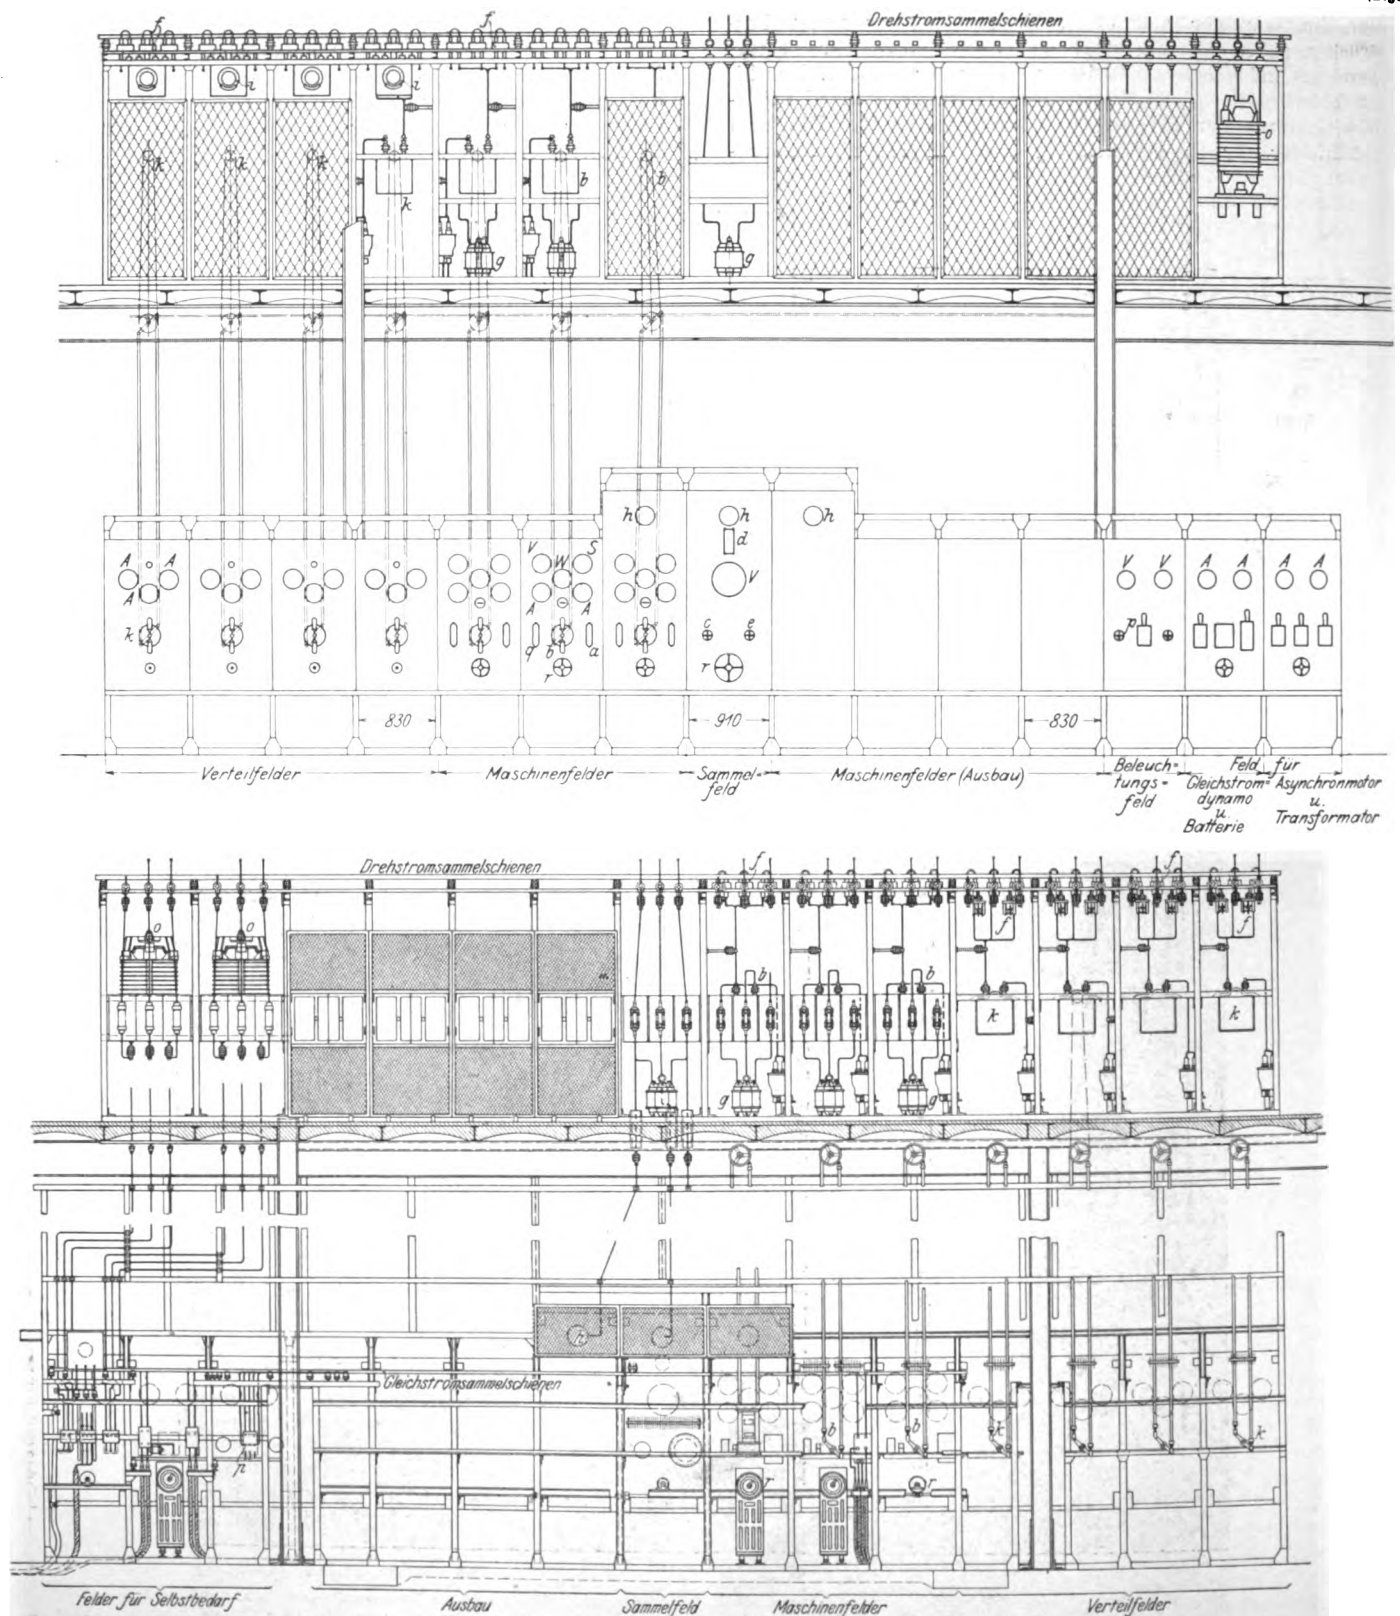 Drehstromsammelschienen
f f
i i o
k k k k b b
g g
h h h
d
V W S
A A A A A
V V V A A A A
c e
k q b a r r p
830 910 830
Verteilfelder Maschinenfelder Sammel- Maschinenfelder (Ausbau) Beleuch- Feld für
feld tungs- Gleichstrom- Asynchronmotor
feld dynamo u.
u. Transformator
Batterie
Drehstromsammelschienen f f
o o
f f
b b
k k
g g
h
Gleichstromsammelschienen
b b k k
p r r
Felder für Selbstbedarf Ausbau Sammelfeld Maschinenfelder Verteilfelder